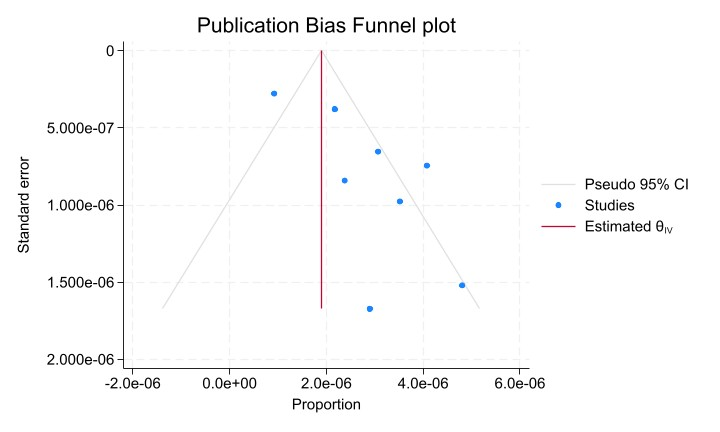 Publication Bias Funnel plot
0
5.000e-07
1.000e-06
1.500e-06
2.000e-06
Standard error
-2.0e-06 0.0e+00 2.0e-06 4.0e-06 6.0e-06
Proportion
Pseudo 95% CI
Studies
Estimated θIV